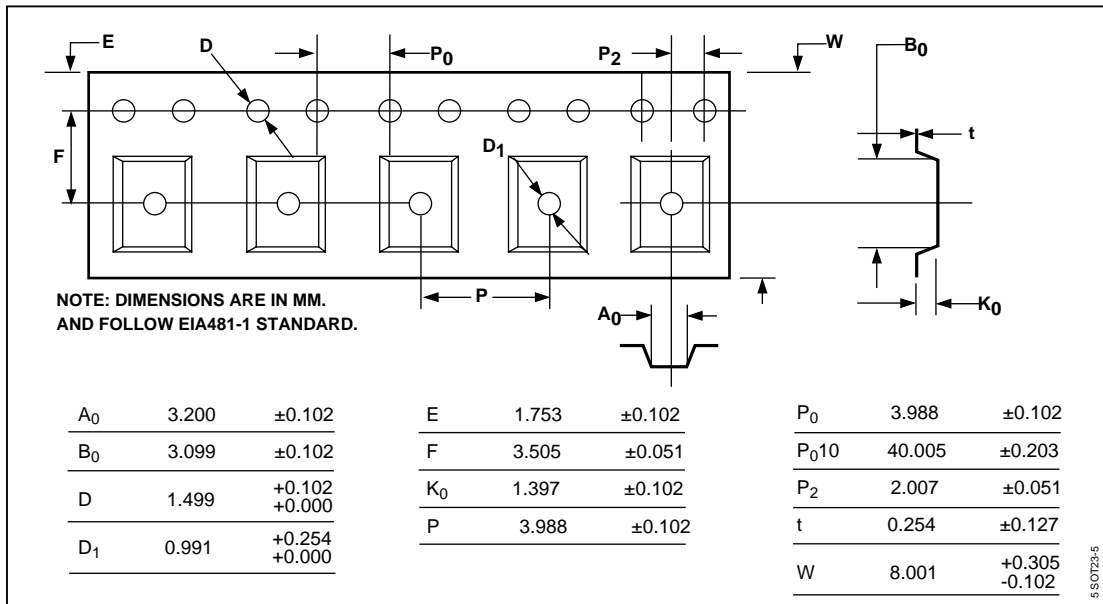 E
D
P0
P2
W
B0
t
F
D1
P
A0
K0
NOTE: DIMENSIONS ARE IN MM.
AND FOLLOW EIA481-1 STANDARD.
A0 3.200 ±0.102
B0 3.099 ±0.102
D 1.499 +0.102 +0.000
D1 0.991 +0.254 +0.000
E 1.753 ±0.102
F 3.505 ±0.051
K0 1.397 ±0.102
P 3.988 ±0.102
P0 3.988 ±0.102
P010 40.005 ±0.203
P2 2.007 ±0.051
t 0.254 ±0.127
W 8.001 +0.305 -0.102
5 SOT23-5